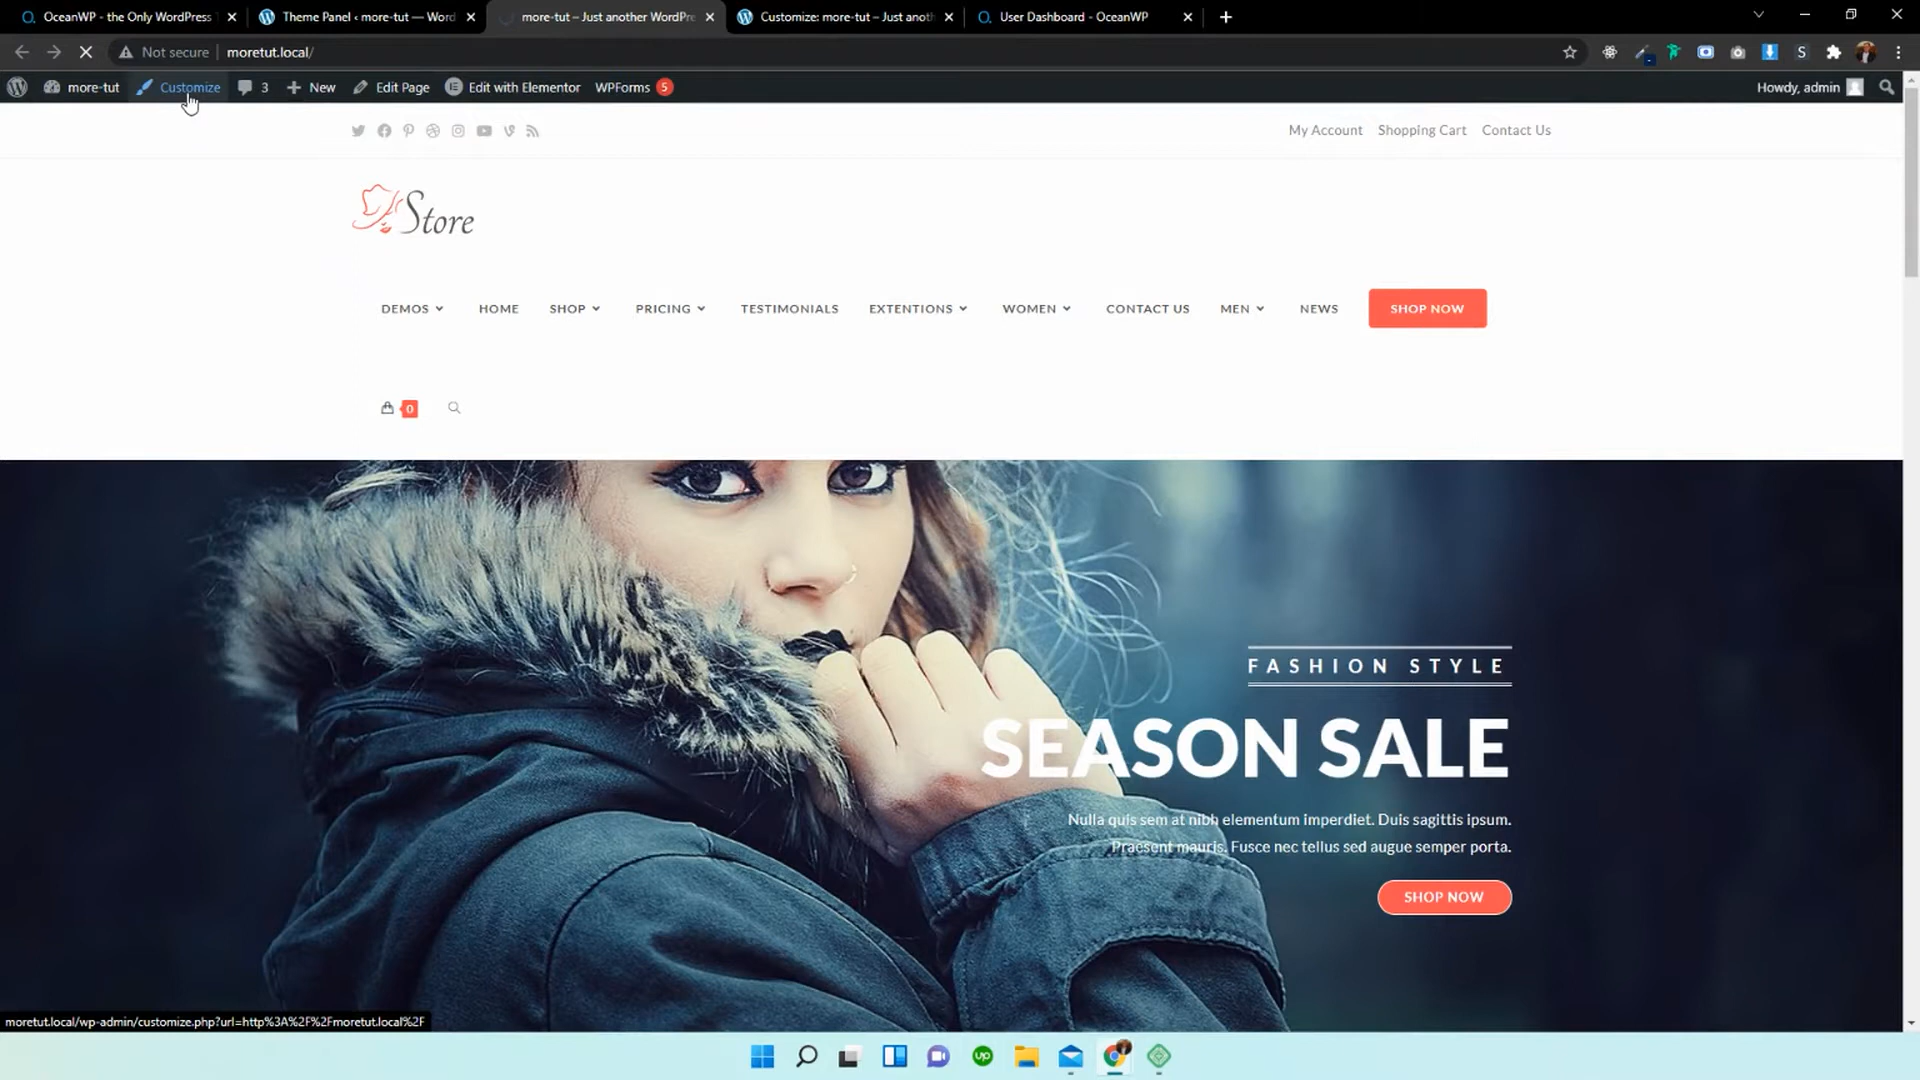 OceanWP - the Only WordPress T
Theme Panel ‹ more-tut — Word
more-tut – Just another WordPre
Customize: more-tut – Just anoth
User Dashboard - OceanWP
Not secure
moretut.local/
S
more-tut
Customize
3
New
Edit Page
Edit with Elementor
WPForms 5
Howdy, admin
My Account
Shopping Cart
Contact Us
Store
DEMOS
HOME
SHOP
PRICING
TESTIMONIALS
EXTENTIONS
WOMEN
CONTACT US
MEN
NEWS
SHOP NOW
0
FASHION STYLE
SEASON SALE
Nulla quis sem at nibh elementum imperdiet. Duis sagittis ipsum.
Praesent mauris. Fusce nec tellus sed augue semper porta.
SHOP NOW
moretut.local/wp-admin/customize.php?url=http%3A%2F%2Fmoretut.local%2F
up